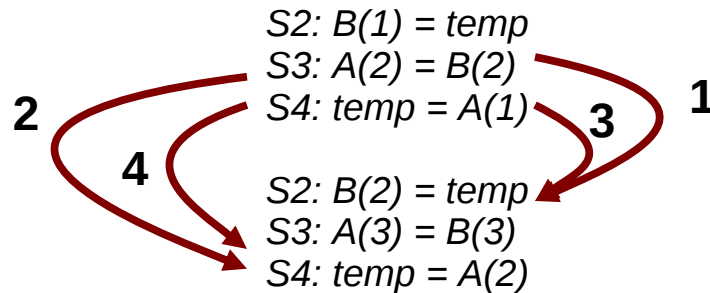 S2: B(1) = temp
S3: A(2) = B(2)
S4: temp = A(1)
2
4
3
1
S2: B(2) = temp
S3: A(3) = B(3)
S4: temp = A(2)